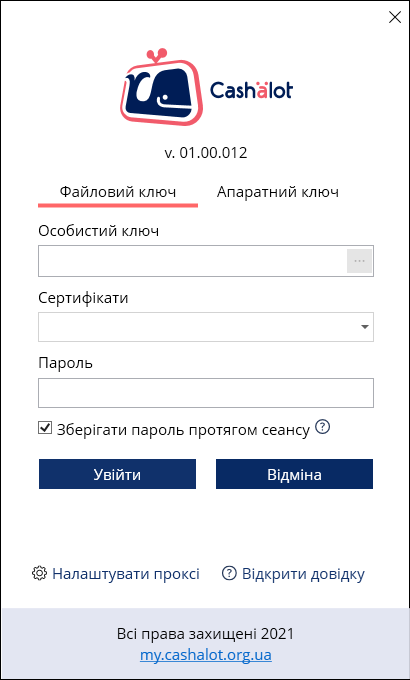 Cashälot
v. 01.00.012
Файловий ключ Апаратний ключ
Особистий ключ
...
Сертифікати
Пароль
Зберігати пароль протягом сеансу ?
Увійти Відміна
Налаштувати проксі ? Відкрити довідку
Всі права захищені 2021
my.cashalot.org.ua